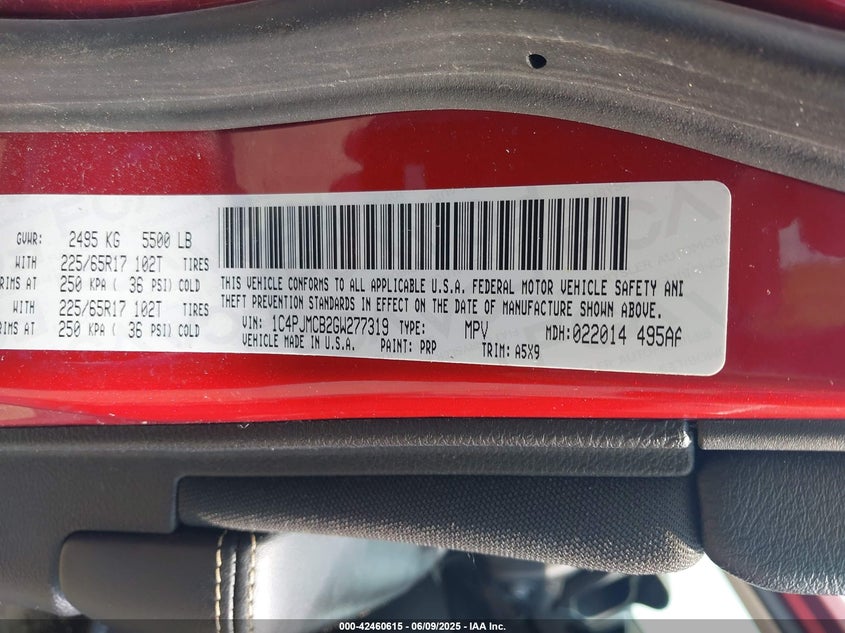 GVWR: 2495 KG 5500 LB
WITH 225/65R17 102T TIRES
RIMS AT 250 KPA ( 36 PSI) COLD
WITH 225/65R17 102T TIRES
RIMS AT 250 KPA ( 36 PSI) COLD
THIS VEHICLE CONFORMS TO ALL APPLICABLE U.S.A. FEDERAL MOTOR VEHICLE SAFETY AND
THEFT PREVENTION STANDARDS IN EFFECT ON THE DATE OF MANUFACTURE SHOWN ABOVE.
VIN: 1C4PJMCB2GW277319 TYPE: MPV MDH:022014 495AA
VEHICLE MADE IN U.S.A. PAINT: PRP TRIM: A5X9
000-42460615 - 06/09/2025 - IAA Inc.